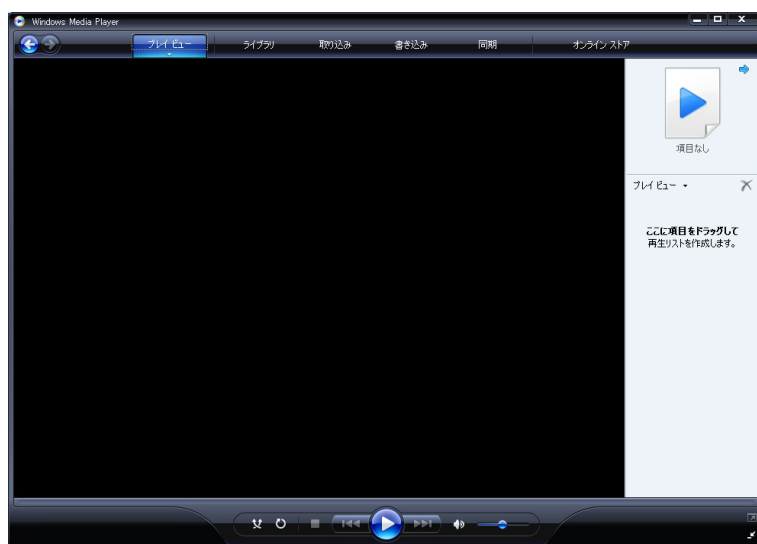 Windows Media Player
プレイ ビュー
ライブラリ
取り込み
書き込み
同期
オンライン ストア
項目なし
プレイ ビュー
ここに項目をドラッグして
再生リストを作成します。